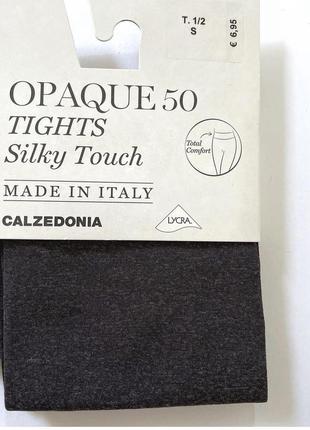 T. 1/2
S
€ 6,95
OPAQUE 50
TIGHTS
Silky Touch
Total
Comfort
MADE IN ITALY
CALZEDONIA
LYCRA